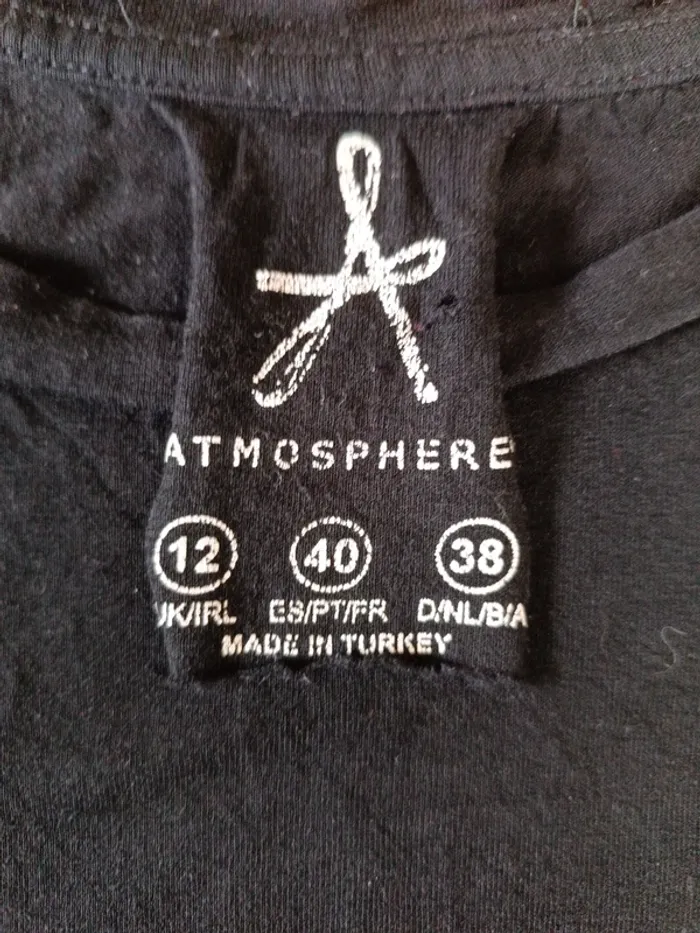 ATMOSPHERE
12 40 38
UK/IRL ES/PT/FR D/NL/B/A
MADE IN TURKEY